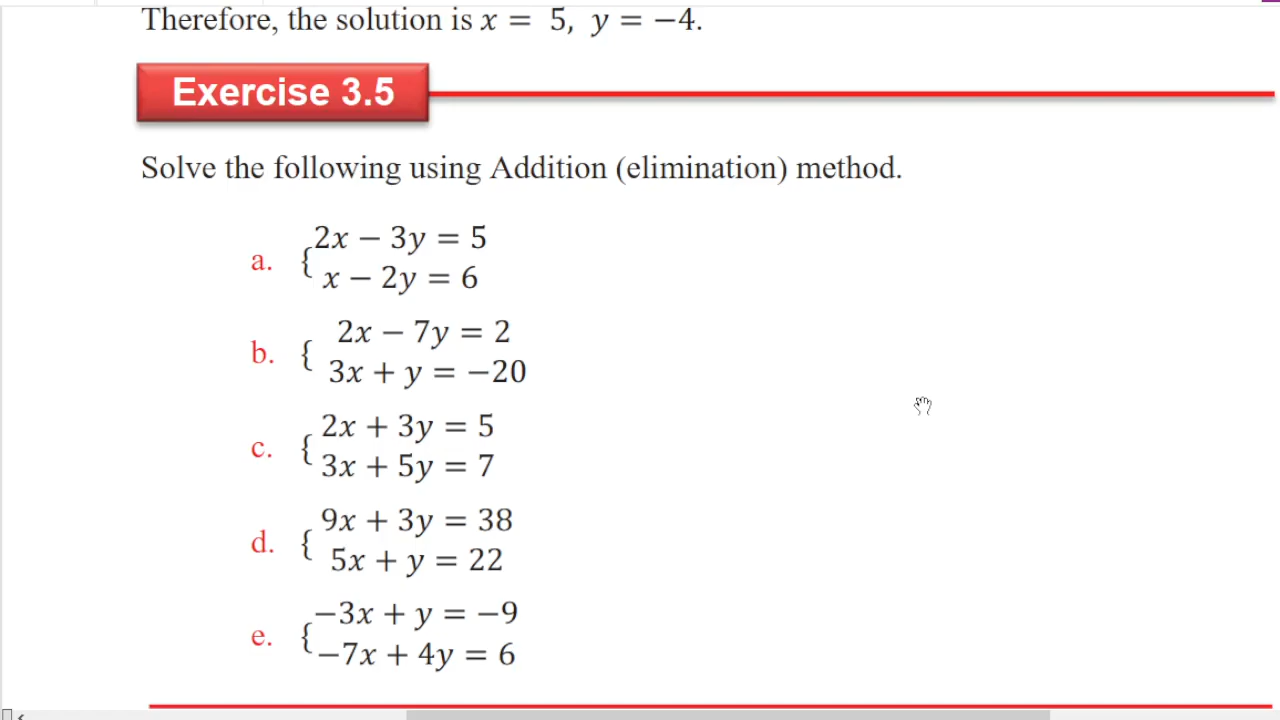 Therefore, the solution is x = 5, y = −4.
Exercise 3.5
Solve the following using Addition (elimination) method.
a. { 2x − 3y = 5
x − 2y = 6
b. { 2x − 7y = 2
3x + y = −20
c. { 2x + 3y = 5
3x + 5y = 7
d. { 9x + 3y = 38
5x + y = 22
e. { −3x + y = −9
−7x + 4y = 6